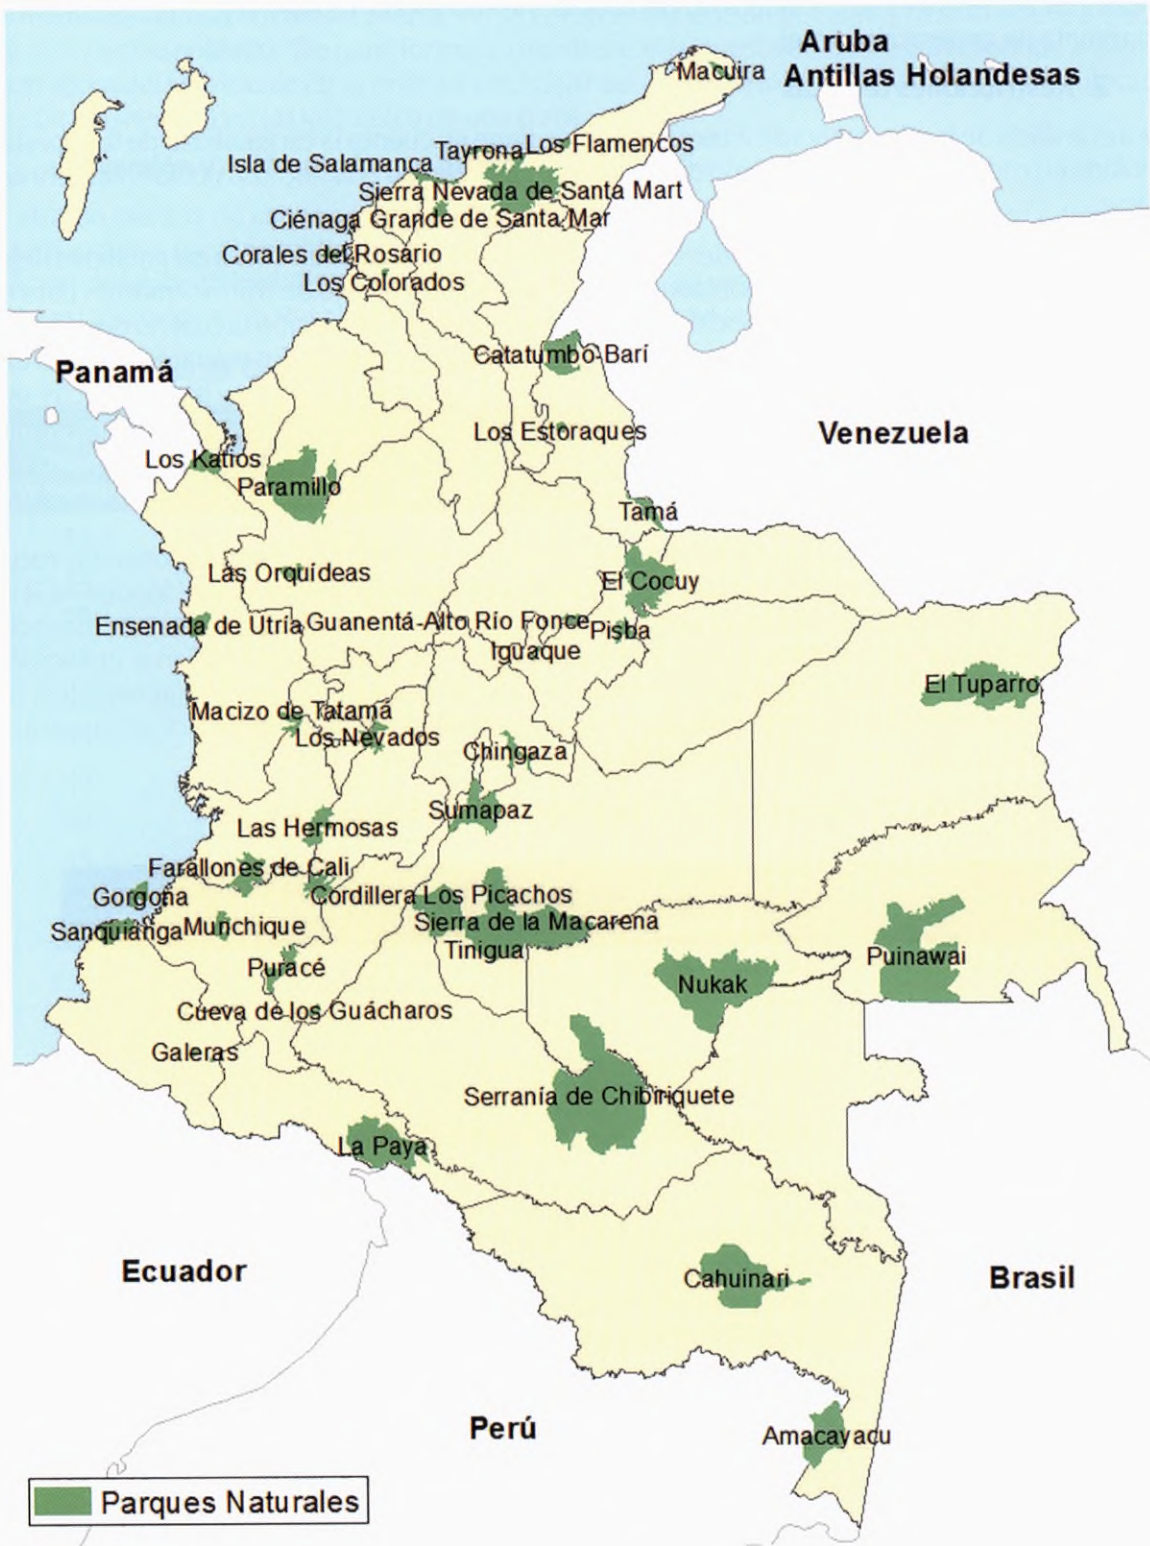 Aruba
Antillas Holandesas
Macuira
Tayrona
Los Flamencos
Isla de Salamanca
Sierra Nevada de Santa Mart
Ciénaga Grande de Santa Mar
Corales del Rosario
Los Colorados
Catatumbo-Barí
Panamá
Venezuela
Los Estoraques
Los Katíos
Paramillo
Tamá
Las Orquídeas
El Cocuy
Ensenada de Utría
Guanentá-Alto Río Fonce
Pisba
Iguaque
El Tuparro
Macizo de Tatamá
Los Nevados
Chingaza
Sumapaz
Las Hermosas
Farallones de Cali
Gorgona
Cordillera Los Picachos
Sanquianga
Munchique
Sierra de la Macarena
Tinigua
Puinawai
Puracé
Nukak
Cueva de los Guácharos
Galeras
Serranía de Chibiriquete
La Paya
Ecuador
Cahuinari
Brasil
Perú
Amacayacu
Parques Naturales